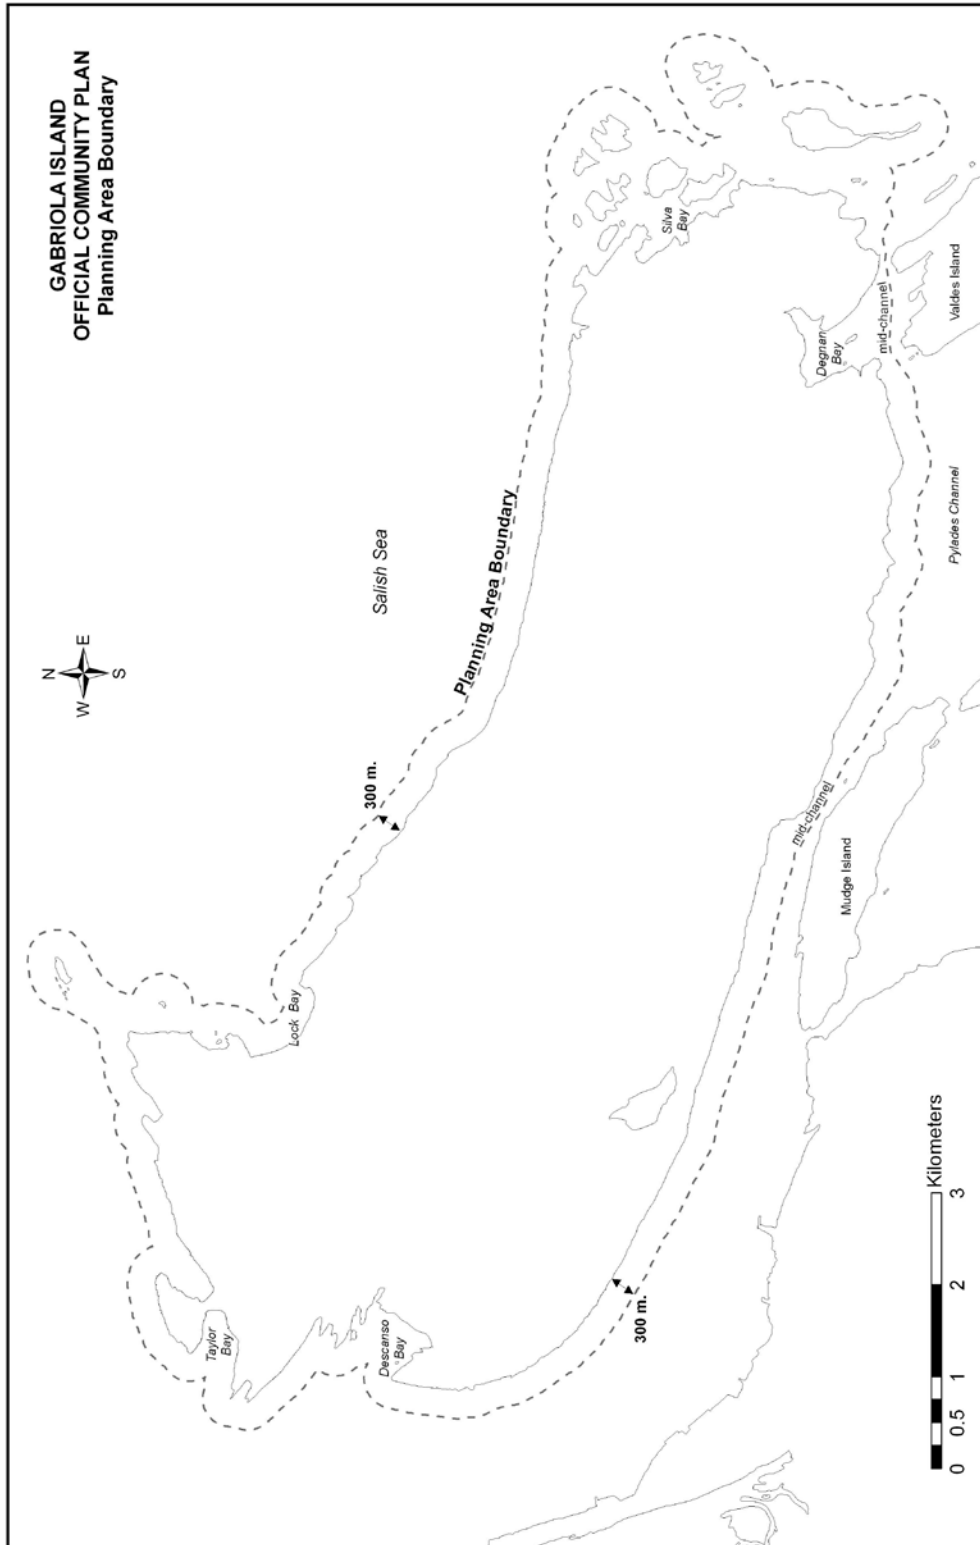 GABRIOLA ISLAND
OFFICIAL COMMUNITY PLAN
Planning Area Boundary
N
W
E
S
Salish Sea
Planning Area Boundary
300 m.
Lock Bay
Taylor
Bay
Descanso
Bay
300 m.
Silva
Bay
Degnan
Bay
mid-channel
Valdes Island
Pylades Channel
mid-channel
Mudge Island
0 0.5 1 2 3
Kilometers